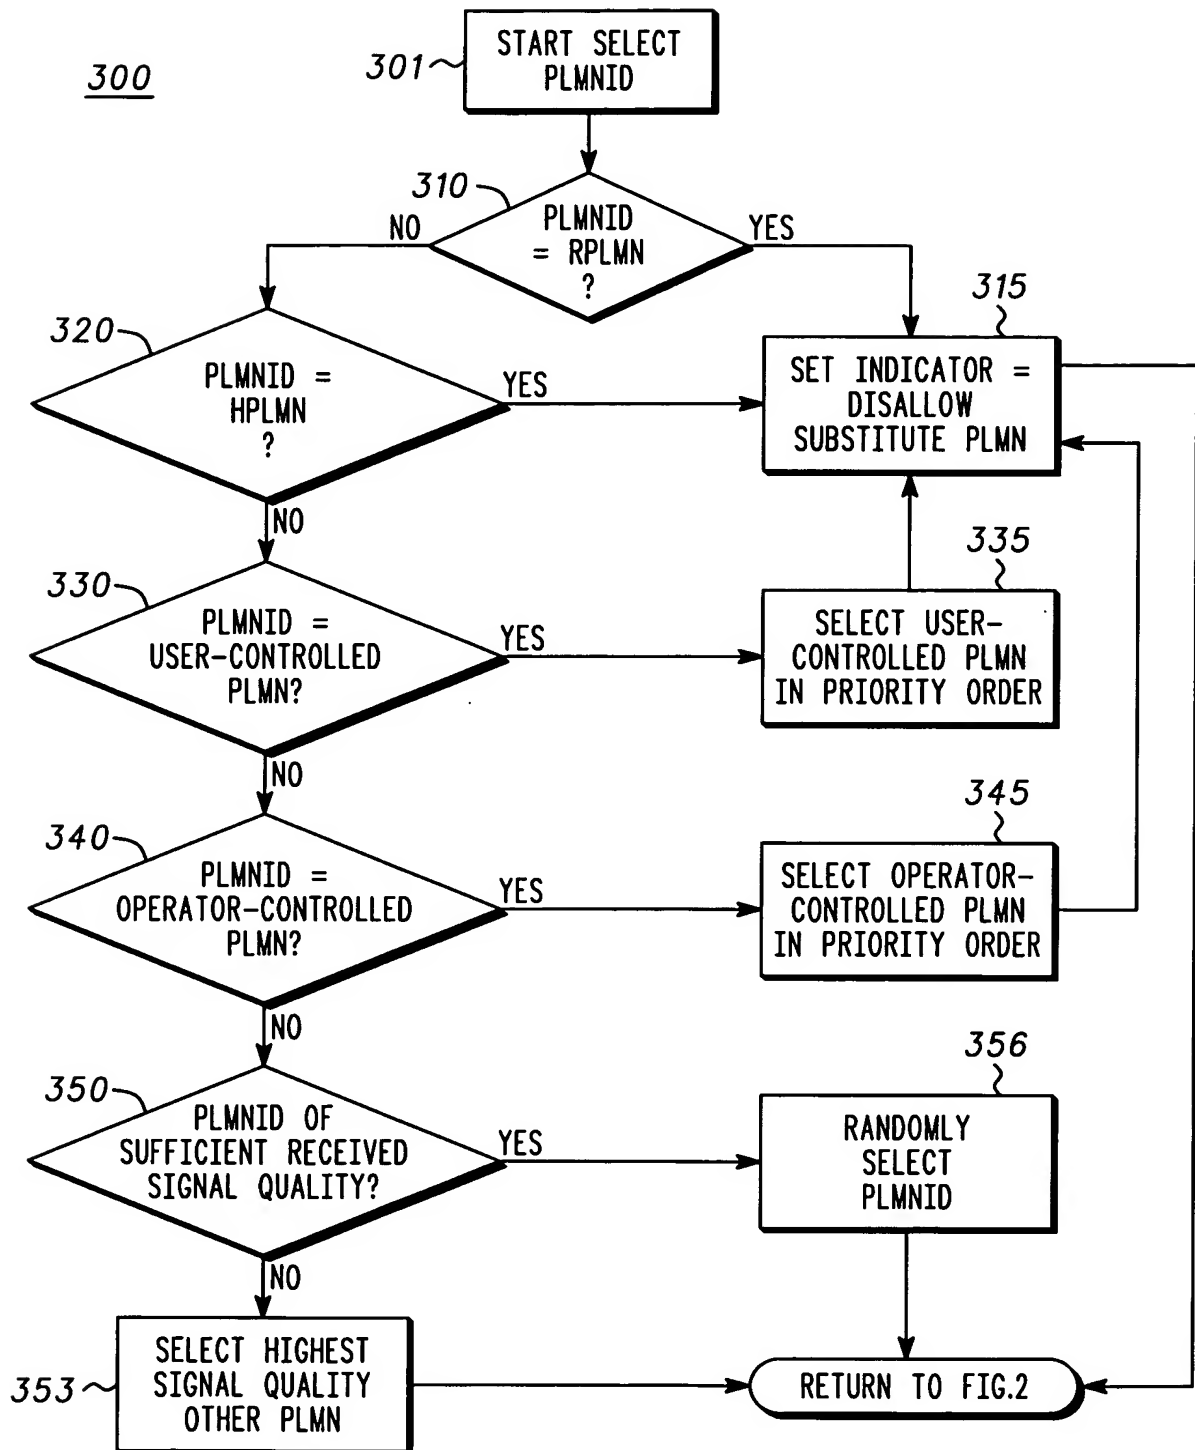 300
301
START SELECT
PLMNID
310
PLMNID
= RPLMN
?
NO
YES
315
SET INDICATOR =
DISALLOW
SUBSTITUTE PLMN
320
PLMNID =
HPLMN
?
YES
NO
330
PLMNID =
USER-CONTROLLED
PLMN?
YES
335
SELECT USER-
CONTROLLED PLMN
IN PRIORITY ORDER
NO
340
PLMNID =
OPERATOR-CONTROLLED
PLMN?
YES
345
SELECT OPERATOR-
CONTROLLED PLMN
IN PRIORITY ORDER
NO
350
PLMNID OF
SUFFICIENT RECEIVED
SIGNAL QUALITY?
YES
356
RANDOMLY
SELECT
PLMNID
NO
353
SELECT HIGHEST
SIGNAL QUALITY
OTHER PLMN
RETURN TO FIG.2